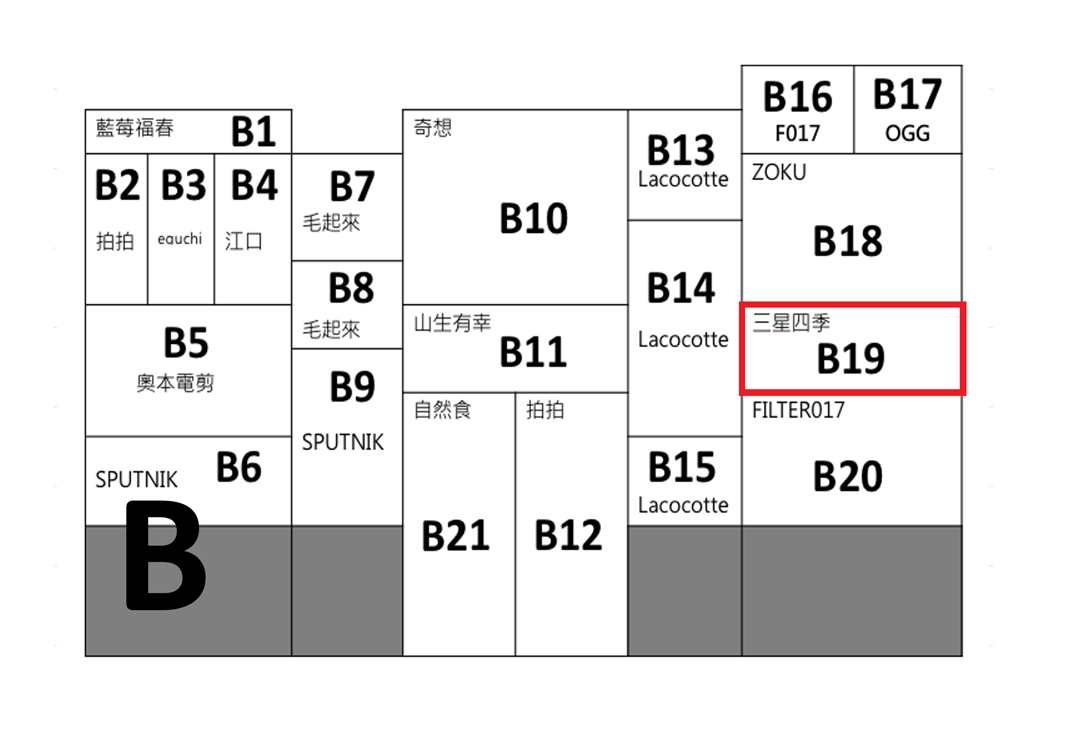 藍莓福春 B1
B2
拍拍
B3
eguchi
B4
江口
B5
奧本電剪
B6
SPUTNIK
B
B7
毛起來
B8
毛起來
B9
SPUTNIK
奇想
B10
山生有幸
B11
自然食
B21
拍拍
B12
B13
Lacocotte
B14
Lacocotte
B15
Lacocotte
B16
F017
B17
OGG
ZOKU
B18
三星四季
B19
FILTER017
B20